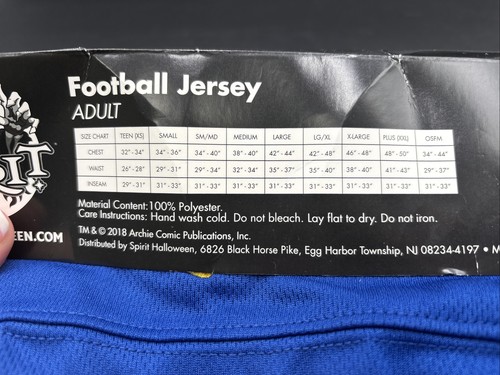 Football Jersey
ADULT
SIZE CHART TEEN (XS) SMALL SM/MD MEDIUM LARGE LG/XL X-LARGE PLUS (XXL) OSFM
CHEST 32"- 34" 34"- 36" 34" - 40" 38"- 40" 42"- 44" 42" - 48" 46" - 48" 48"- 50" 34" - 44"
WAIST 26"- 28" 29"- 31" 29" - 34" 32"- 34" 35"- 37" 35" - 40" 38" - 40" 41"- 43" 29" - 37"
INSEAM 29"- 31" 31"- 33" 31" - 33" 31"- 33" 31"- 33" 31" - 33" 31" - 33" 31"- 33" 31" - 33"
Material Content:100% Polyester.
Care Instructions: Hand wash cold. Do not bleach. Lay flat to dry. Do not iron.
TM & © 2018 Archie Comic Publications, Inc.
Distributed by Spirit Halloween, 6826 Black Horse Pike, Egg Harbor Township, NJ 08234-4197 • M
IT
EEN.COM